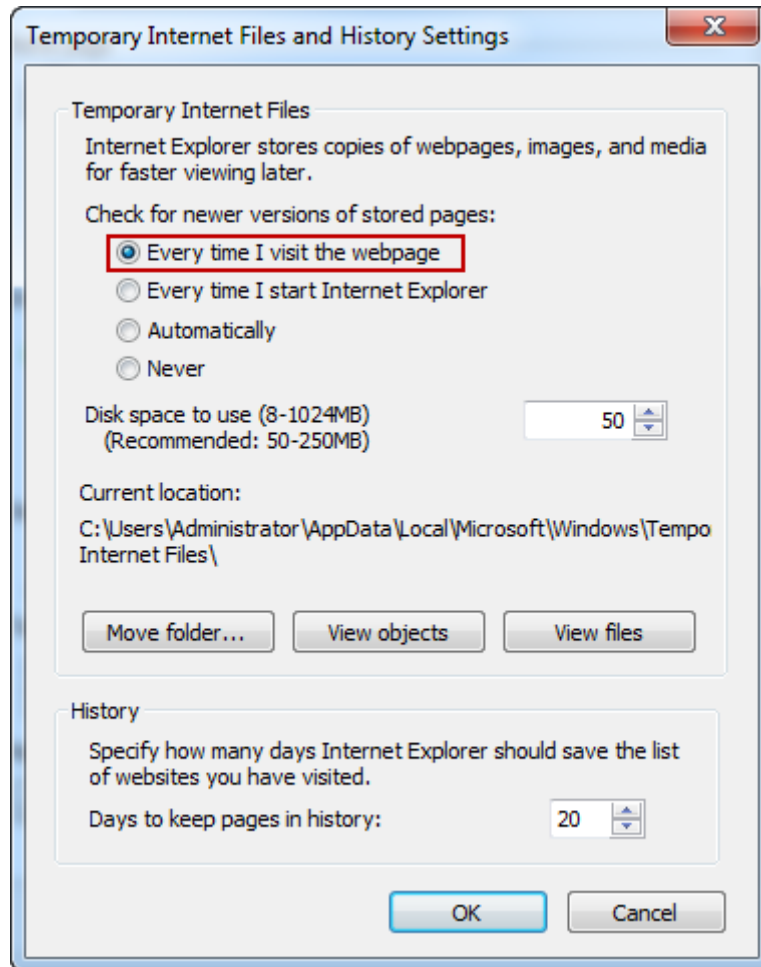 Temporary Internet Files and History Settings
Temporary Internet Files
Internet Explorer stores copies of webpages, images, and media
for faster viewing later.
Check for newer versions of stored pages:
Every time I visit the webpage
Every time I start Internet Explorer
Automatically
Never
Disk space to use (8-1024MB)
(Recommended: 50-250MB)
50
Current location:
C:\Users\Administrator\AppData\Local\Microsoft\Windows\Tempo
Internet Files\
Move folder... View objects View files
History
Specify how many days Internet Explorer should save the list
of websites you have visited.
Days to keep pages in history: 20
OK Cancel